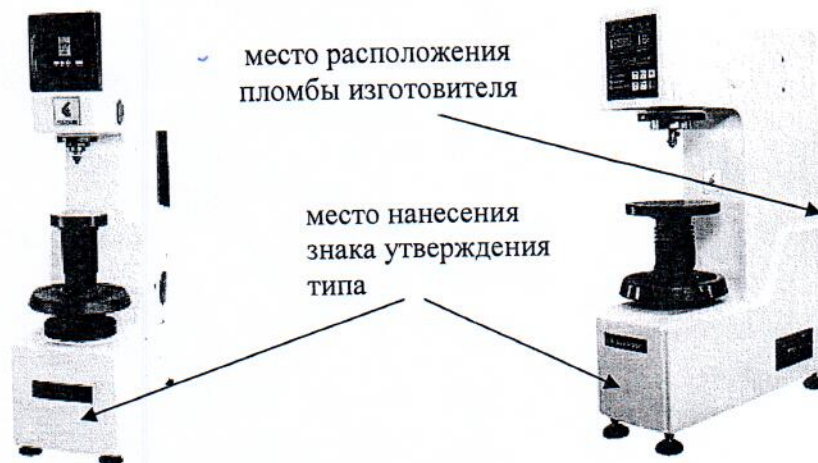 место расположения
пломбы изготовителя
место нанесения
знака утверждения
типа